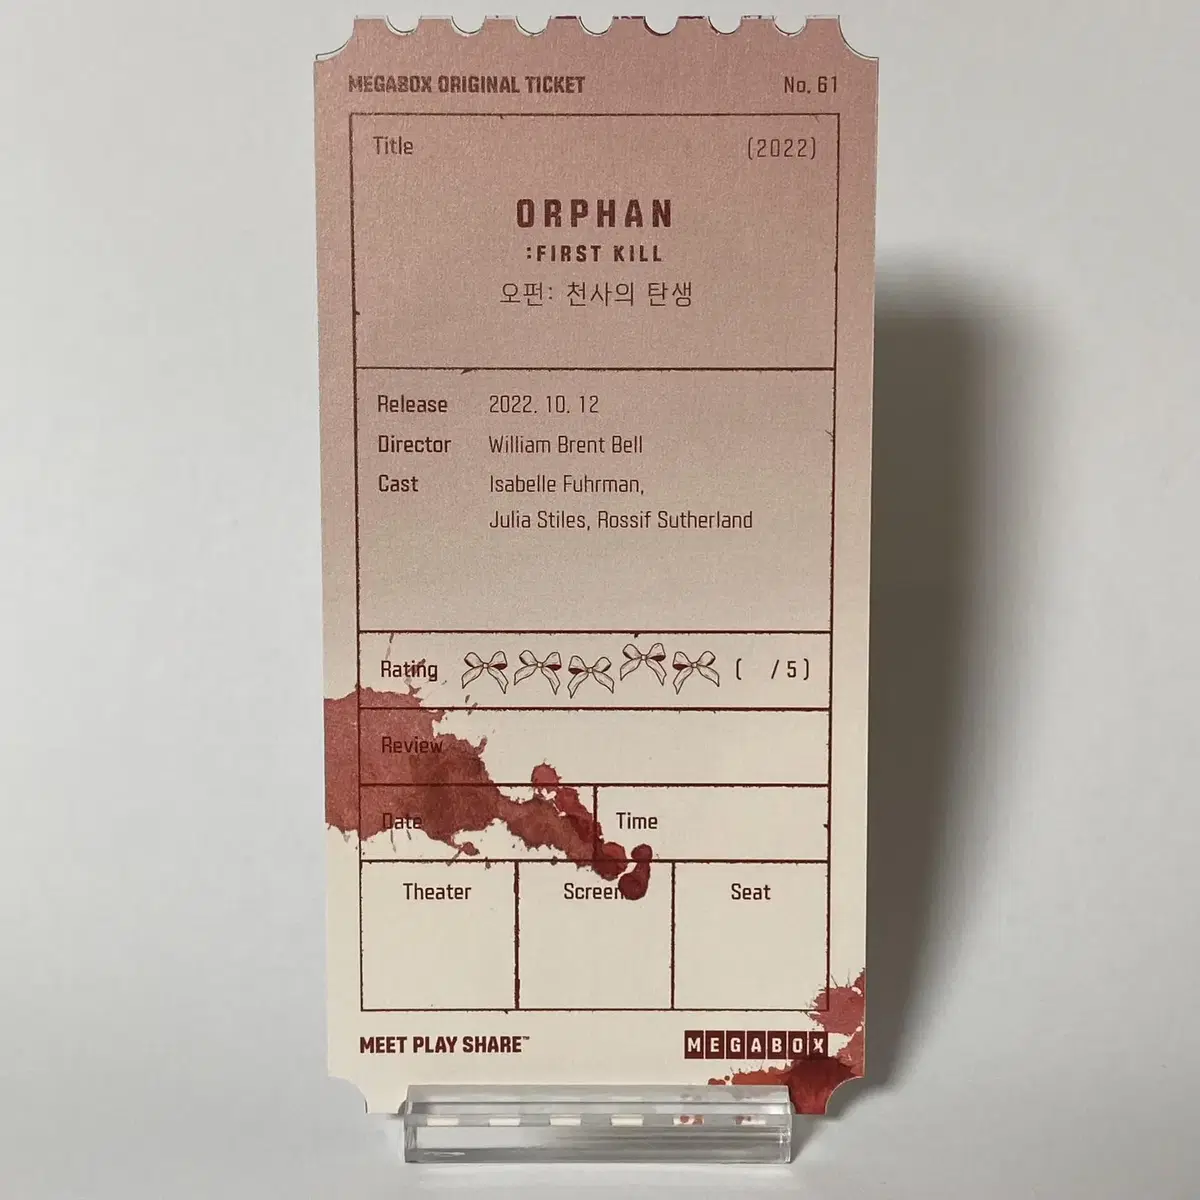 MEGABOX ORIGINAL TICKET No. 61
Title (2022)
ORPHAN
:FIRST KILL
오펀: 천사의 탄생
Release 2022. 10. 12
Director William Brent Bell
Cast Isabelle Fuhrman,
Julia Stiles, Rossif Sutherland
Rating ( /5)
Review
Date Time
Theater Screen Seat
MEET PLAY SHARE™ MEGABOX